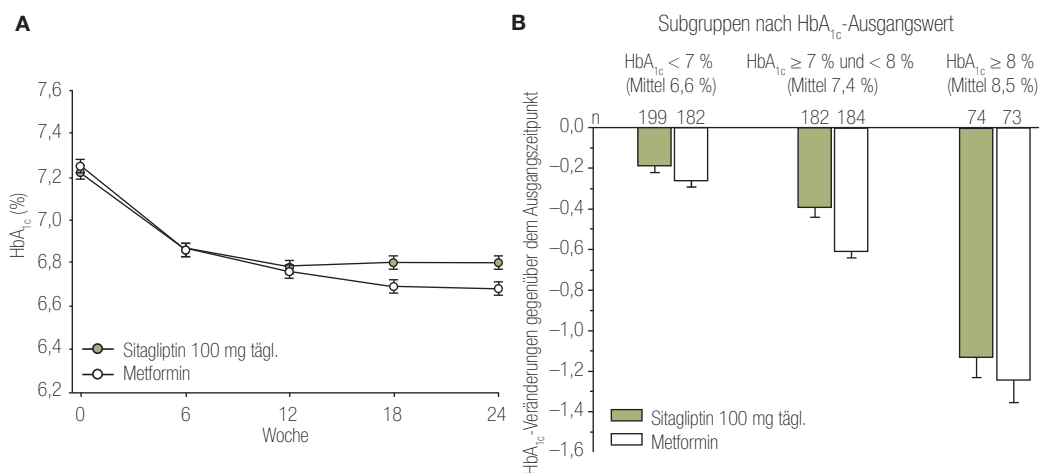 A
HbA1c (%)
7,6
7,4
7,2
7,0
6,8
6,6
6,4
6,2
0 6 12 18 24
Woche
Sitagliptin 100 mg tägl.
Metformin
B
Subgruppen nach HbA1c-Ausgangswert
HbA1c < 7 % HbA1c ≥ 7 % und < 8 % HbA1c ≥ 8 %
(Mittel 6,6 %) (Mittel 7,4 %) (Mittel 8,5 %)
n 199 182 182 184 74 73
HbA1c-Veränderungen gegenüber dem Ausgangszeitpunkt
0,0
–0,2
–0,4
–0,6
–0,8
–1,0
–1,2
–1,4
–1,6
Sitagliptin 100 mg tägl.
Metformin